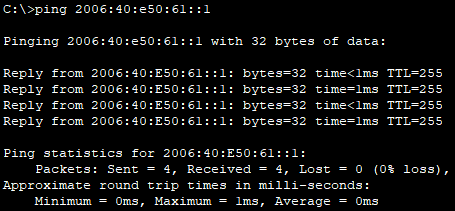 C:\>ping 2006:40:e50:61::1
Pinging 2006:40:e50:61::1 with 32 bytes of data:
Reply from 2006:40:E50:61::1: bytes=32 time<1ms TTL=255
Reply from 2006:40:E50:61::1: bytes=32 time=1ms TTL=255
Reply from 2006:40:E50:61::1: bytes=32 time<1ms TTL=255
Reply from 2006:40:E50:61::1: bytes=32 time=1ms TTL=255
Ping statistics for 2006:40:E50:61::1:
Packets: Sent = 4, Received = 4, Lost = 0 (0% loss),
Approximate round trip times in milli-seconds:
Minimum = 0ms, Maximum = 1ms, Average = 0ms